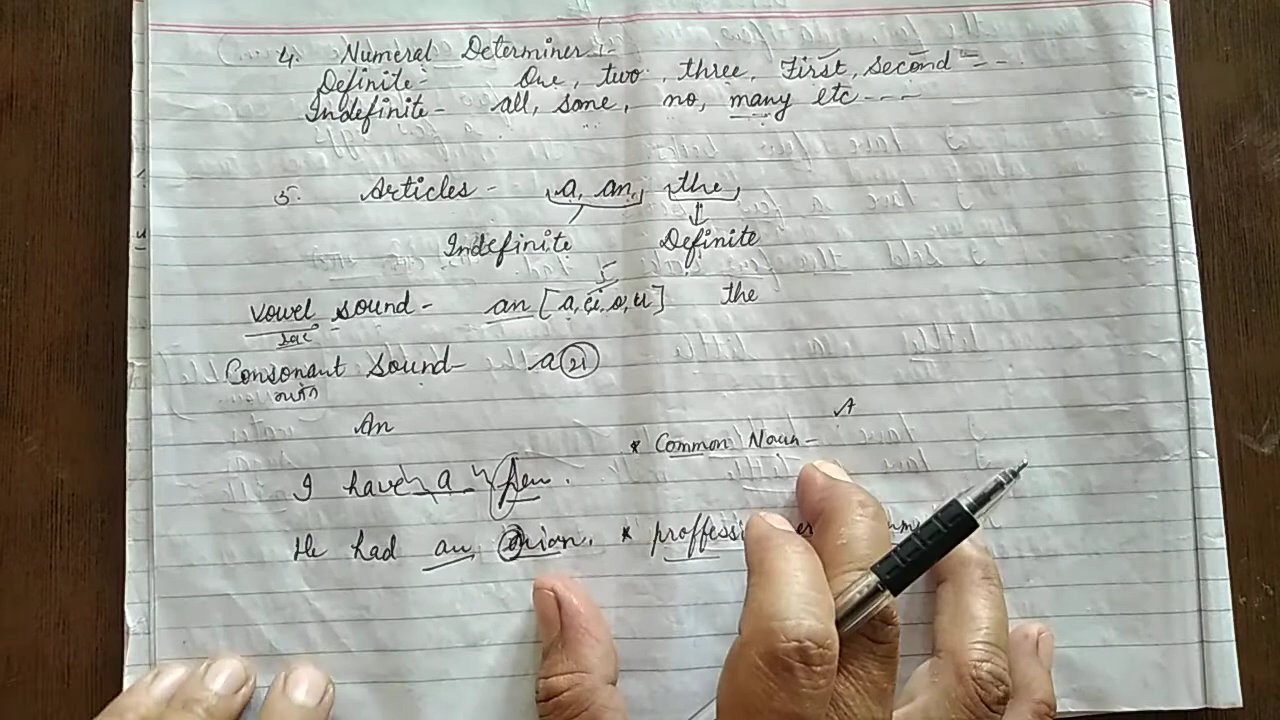 4. Numeral Determiner :-
Definite - One, two, three, First, second - -
Indefinite - all, some, no, many etc ----
5. Articles - a, an, the,
Indefinite Definite
5
Vowel sound - an [a, e, i, o, u] the
Consonant Sound - a 21
A
An
* Common Noun -
I have a pen.
He had an onion. * proffessi